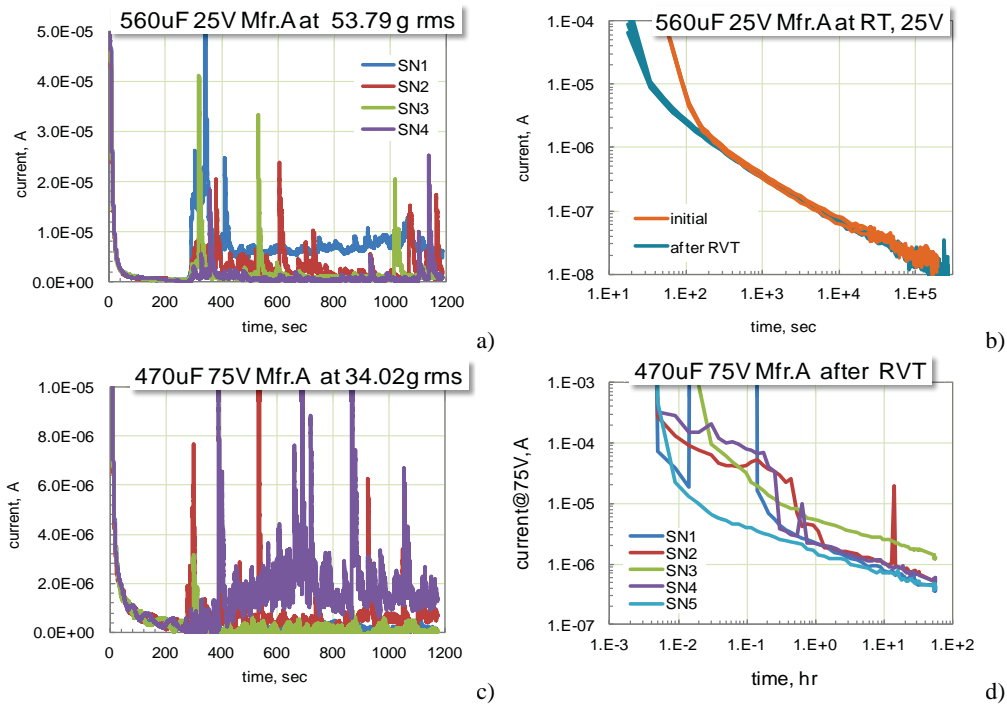 560uF 25V Mfr.A at 53.79 g rms
5.0E-05
4.0E-05
3.0E-05
2.0E-05
1.0E-05
0.0E+00
current, A
SN1
SN2
SN3
SN4
0 200 400 600 800 1000 1200
time, sec
a)
560uF 25V Mfr.A at RT, 25V
1.E-04
1.E-05
1.E-06
1.E-07
1.E-08
current, A
initial
after RVT
1.E+1 1.E+2 1.E+3 1.E+4 1.E+5
time, sec
b)
470uF 75V Mfr.A at 34.02g rms
1.0E-05
8.0E-06
6.0E-06
4.0E-06
2.0E-06
0.0E+00
current, A
0 200 400 600 800 1000 1200
time, sec
c)
470uF 75V Mfr.A after RVT
1.E-03
1.E-04
1.E-05
1.E-06
1.E-07
current@75V, A
SN1
SN2
SN3
SN4
SN5
1.E-3 1.E-2 1.E-1 1.E+0 1.E+1 1.E+2
time, hr
d)